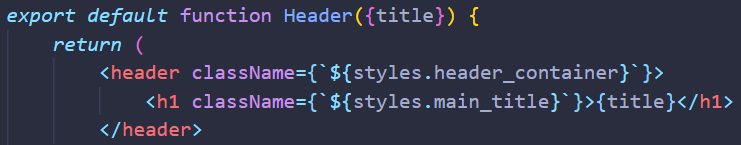 export default function Header({title}) {
    return (
        <header className={`${styles.header_container}`}>
            <h1 className={`${styles.main_title}`}>{title}</h1>
        </header>